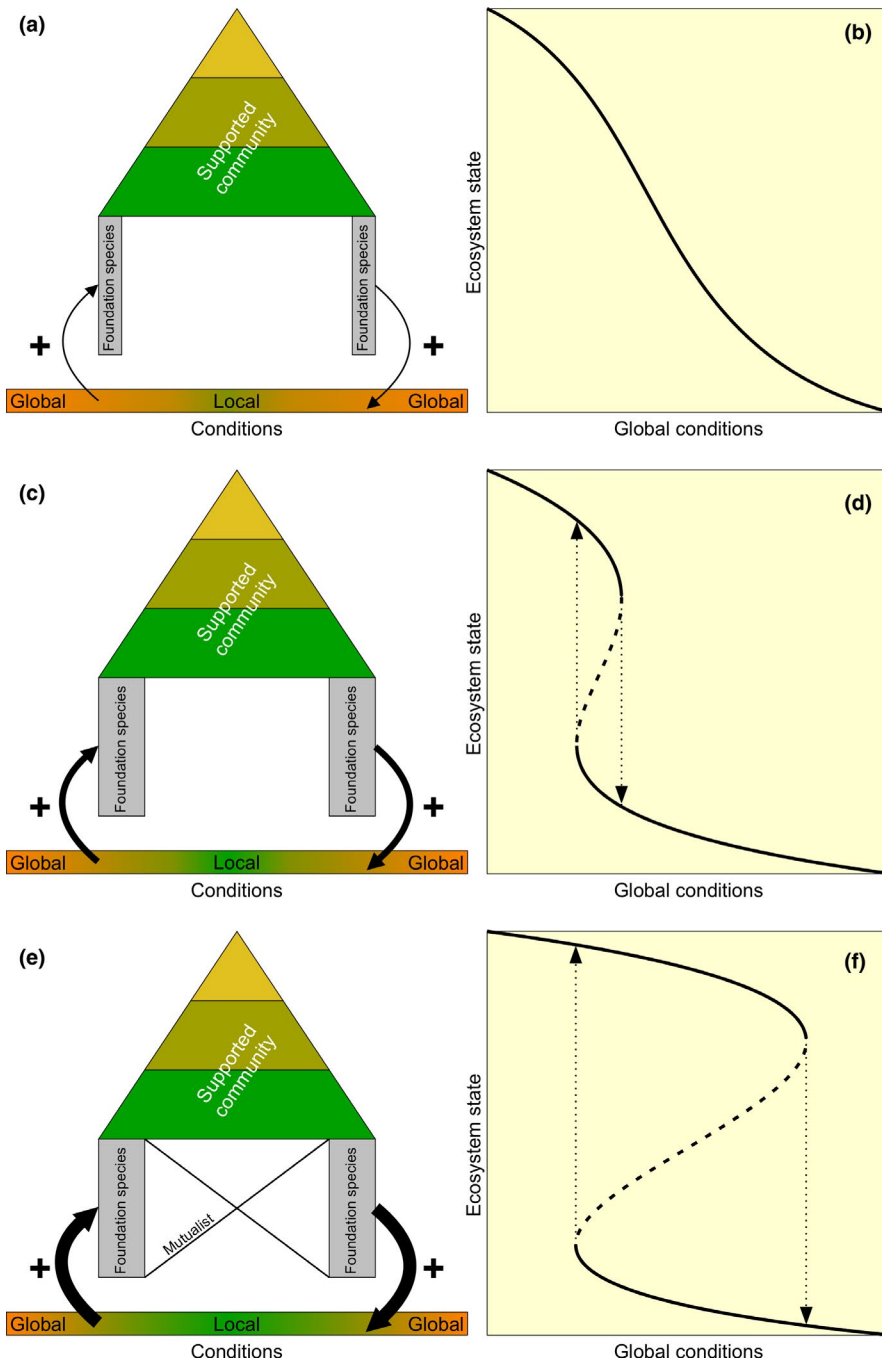 (a)
Supported
community
Foundation species
Foundation species
+
+
Global
Local
Global
Conditions
(b)
Ecosystem state
Global conditions
(c)
Supported
community
Foundation species
Foundation species
+
+
Global
Local
Global
Conditions
(d)
Ecosystem state
Global conditions
(e)
Supported
community
Foundation species
Mutualist
Foundation species
+
+
Global
Local
Global
Conditions
(f)
Ecosystem state
Global conditions